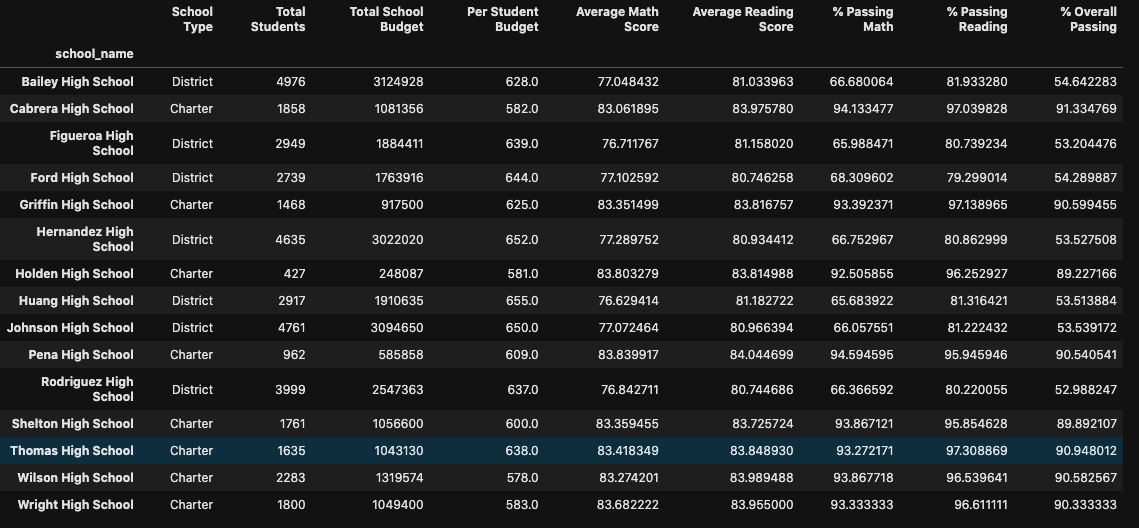 School Type Total Students Total School Budget Per Student Budget Average Math Score Average Reading Score % Passing Math % Passing Reading % Overall Passing
school_name
Bailey High School District 4976 3124928 628.0 77.048432 81.033963 66.680064 81.933280 54.642283
Cabrera High School Charter 1858 1081356 582.0 83.061895 83.975780 94.133477 97.039828 91.334769
Figueroa High School District 2949 1884411 639.0 76.711767 81.158020 65.988471 80.739234 53.204476
Ford High School District 2739 1763916 644.0 77.102592 80.746258 68.309602 79.299014 54.289887
Griffin High School Charter 1468 917500 625.0 83.351499 83.816757 93.392371 97.138965 90.599455
Hernandez High School District 4635 3022020 652.0 77.289752 80.934412 66.752967 80.862999 53.527508
Holden High School Charter 427 248087 581.0 83.803279 83.814988 92.505855 96.252927 89.227166
Huang High School District 2917 1910635 655.0 76.629414 81.182722 65.683922 81.316421 53.513884
Johnson High School District 4761 3094650 650.0 77.072464 80.966394 66.057551 81.222432 53.539172
Pena High School Charter 962 585858 609.0 83.839917 84.044699 94.594595 95.945946 90.540541
Rodriguez High School District 3999 2547363 637.0 76.842711 80.744686 66.366592 80.220055 52.988247
Shelton High School Charter 1761 1056600 600.0 83.359455 83.725724 93.867121 95.854628 89.892107
Thomas High School Charter 1635 1043130 638.0 83.418349 83.848930 93.272171 97.308869 90.948012
Wilson High School Charter 2283 1319574 578.0 83.274201 83.989488 93.867718 96.539641 90.582567
Wright High School Charter 1800 1049400 583.0 83.682222 83.955000 93.333333 96.611111 90.333333